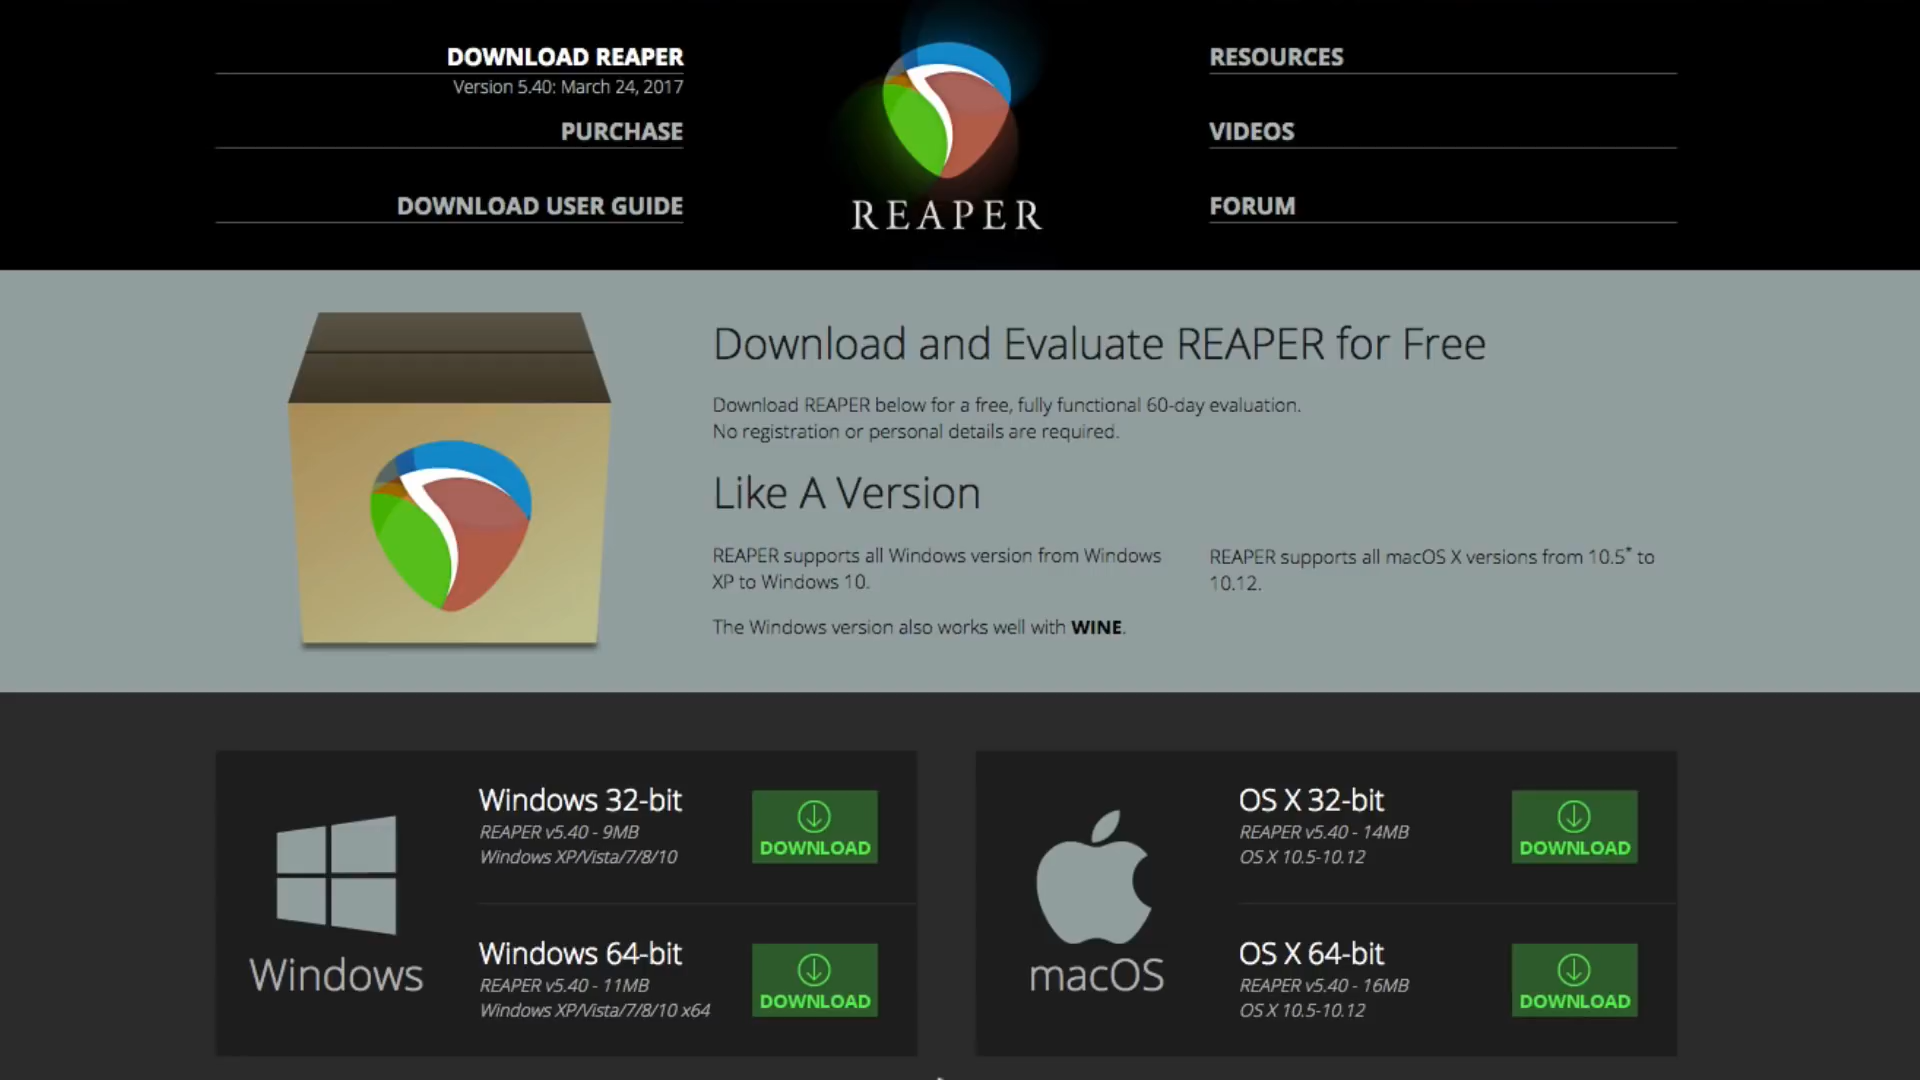 DOWNLOAD REAPER
Version 5.40: March 24, 2017
PURCHASE
DOWNLOAD USER GUIDE
REAPER
RESOURCES
VIDEOS
FORUM
Download and Evaluate REAPER for Free
Download REAPER below for a free, fully functional 60-day evaluation.
No registration or personal details are required.
Like A Version
REAPER supports all Windows version from Windows
XP to Windows 10.
The Windows version also works well with WINE.
REAPER supports all macOS X versions from 10.5* to
10.12.
Windows
Windows 32-bit
REAPER v5.40 - 9MB
Windows XP/Vista/7/8/10
DOWNLOAD
Windows 64-bit
REAPER v5.40 - 11MB
Windows XP/Vista/7/8/10 x64
DOWNLOAD
macOS
OS X 32-bit
REAPER v5.40 - 14MB
OS X 10.5-10.12
DOWNLOAD
OS X 64-bit
REAPER v5.40 - 16MB
OS X 10.5-10.12
DOWNLOAD